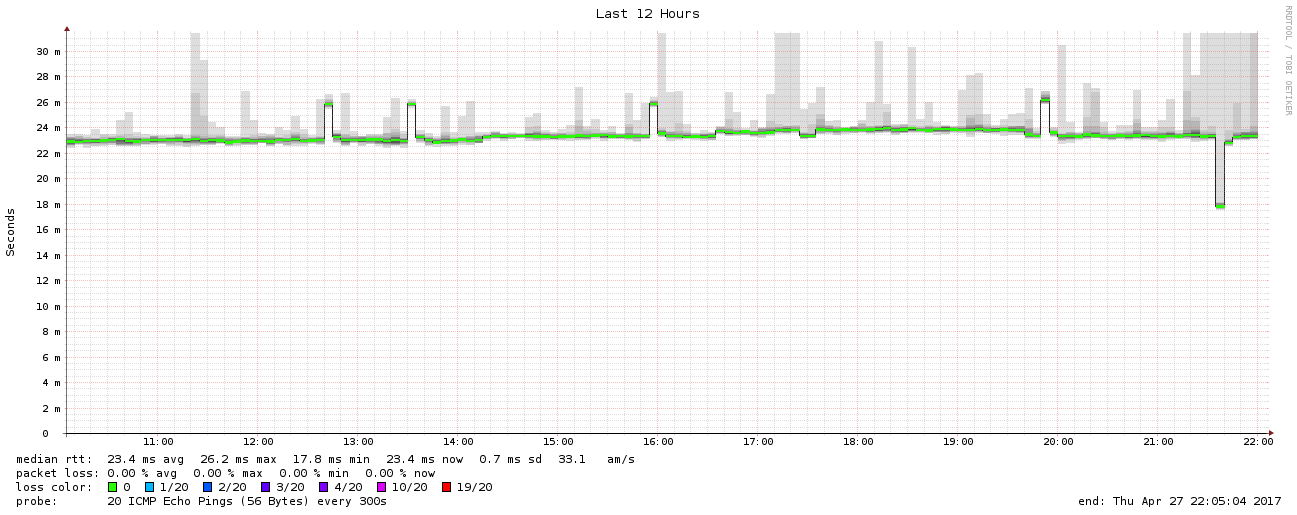 Last 12 Hours
RRDTOOL / TOBI OETIKER
Seconds
30 m
28 m
26 m
24 m
22 m
20 m
18 m
16 m
14 m
12 m
10 m
8 m
6 m
4 m
2 m
0
11:00 12:00 13:00 14:00 15:00 16:00 17:00 18:00 19:00 20:00 21:00 22:00
median rtt: 23.4 ms avg 26.2 ms max 17.8 ms min 23.4 ms now 0.7 ms sd 33.1 am/s
packet loss: 0.00 % avg 0.00 % max 0.00 % min 0.00 % now
loss color: 0 1/20 2/20 3/20 4/20 10/20 19/20
probe: 20 ICMP Echo Pings (56 Bytes) every 300s end: Thu Apr 27 22:05:04 2017